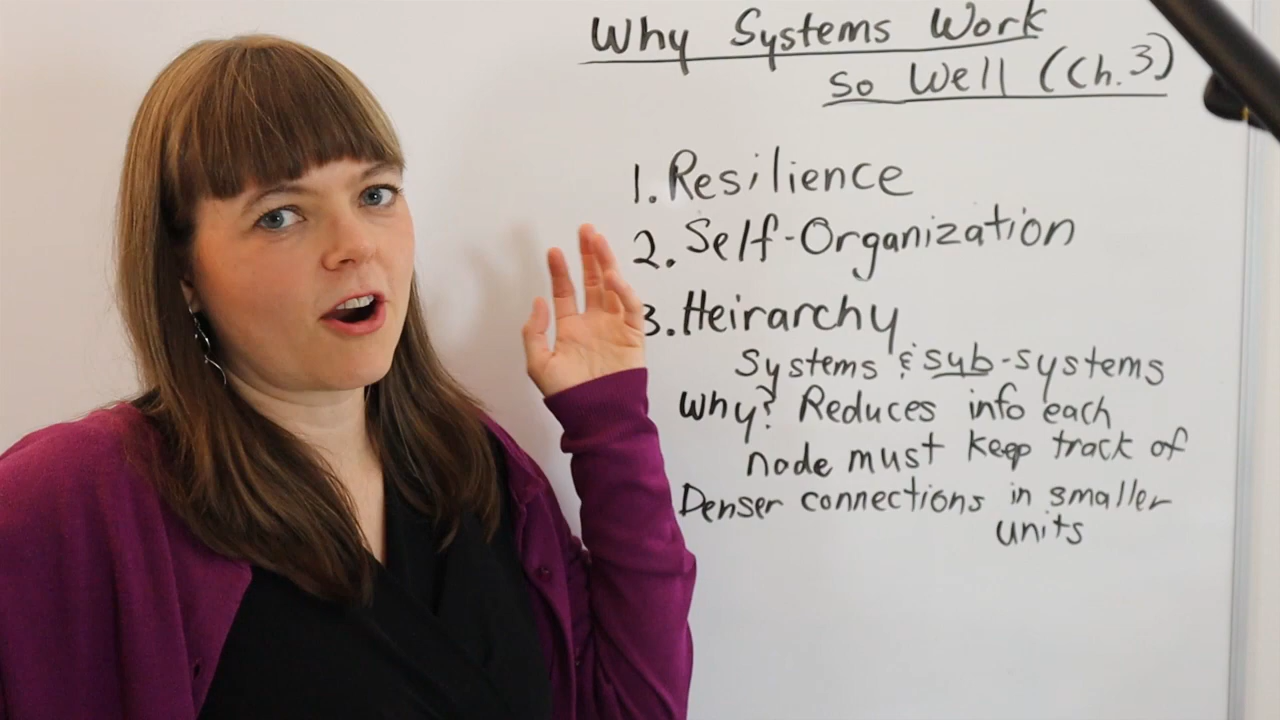 Why Systems Work
so Well (Ch. 3)
1. Resilience
2. Self-Organization
3. Heirarchy
Systems & sub-systems
Why? Reduces info each
node must keep track of
Denser connections in smaller
units